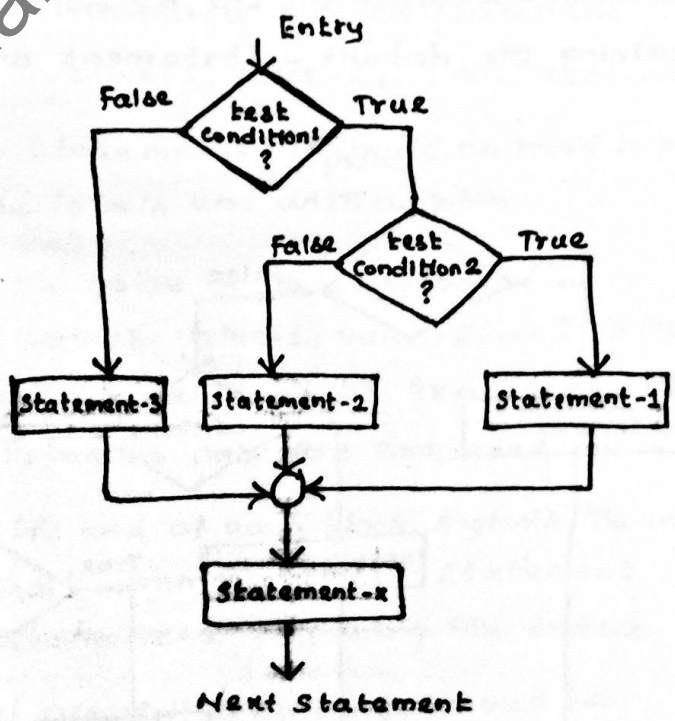 Entry
False
True
test
Condition1
?
False
True
test
Condition2
?
Statement-3
Statement-2
Statement-1
Statement-x
Next Statement